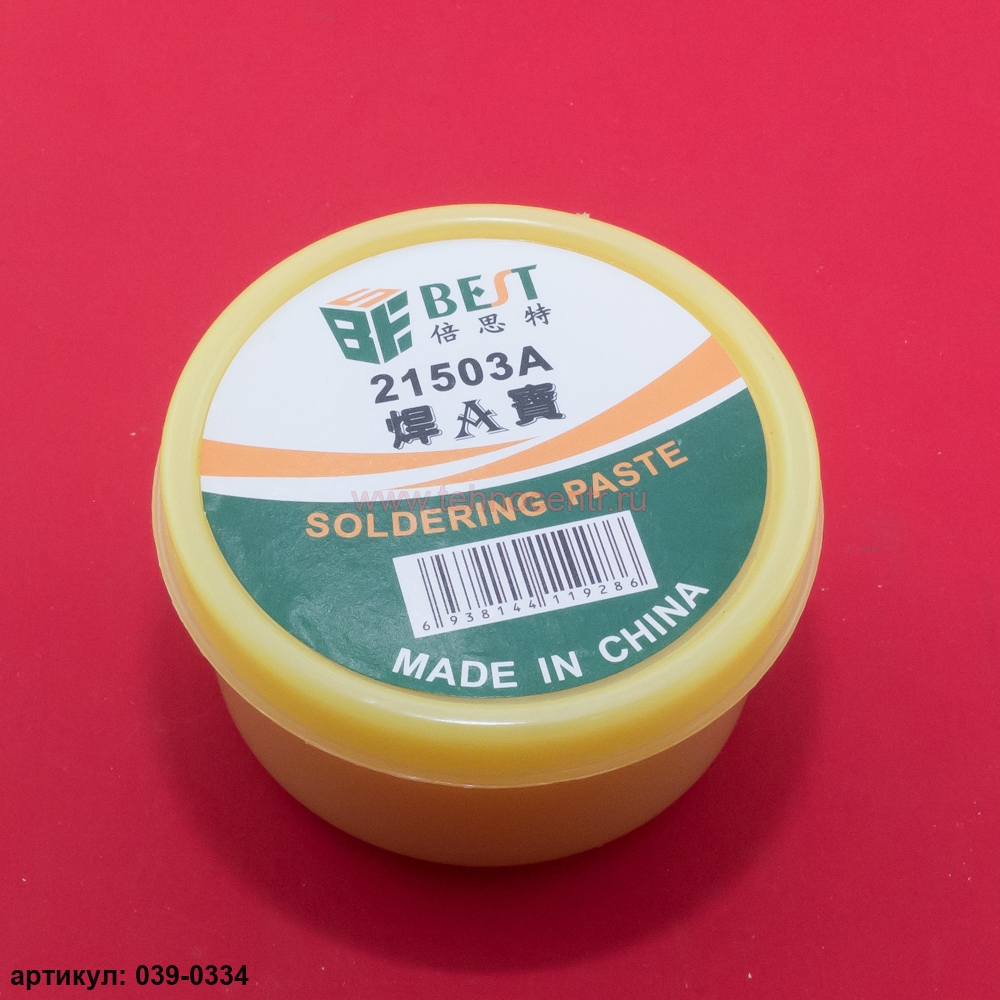 BEST
倍思特
21503A
焊A寶
SOLDERING PASTE
www.tehnosentr.ru
6 938144 119286
MADE IN CHINA
артикул: 039-0334